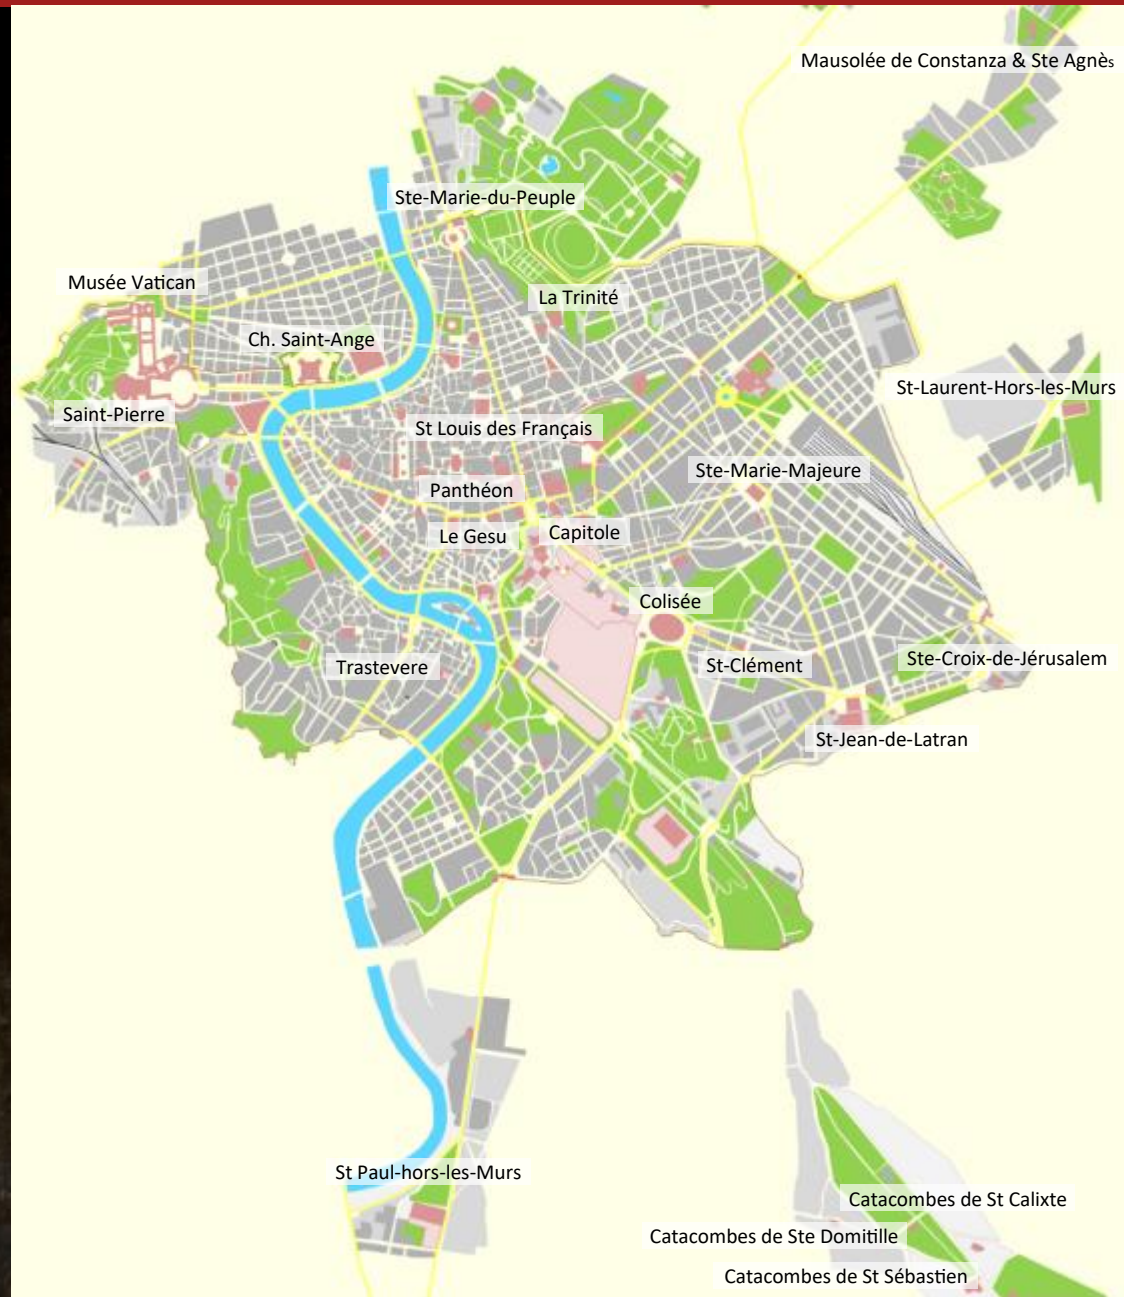 Mausolée de Constanza & Ste Agnès
Ste-Marie-du-Peuple
Musée Vatican
La Trinité
Ch. Saint-Ange
St-Laurent-Hors-les-Murs
Saint-Pierre
St Louis des Français
Ste-Marie-Majeure
Panthéon
Le Gesu
Capitole
Colisée
Trastevere
St-Clément
Ste-Croix-de-Jérusalem
St-Jean-de-Latran
St Paul-hors-les-Murs
Catacombes de St Calixte
Catacombes de Ste Domitille
Catacombes de St Sébastien